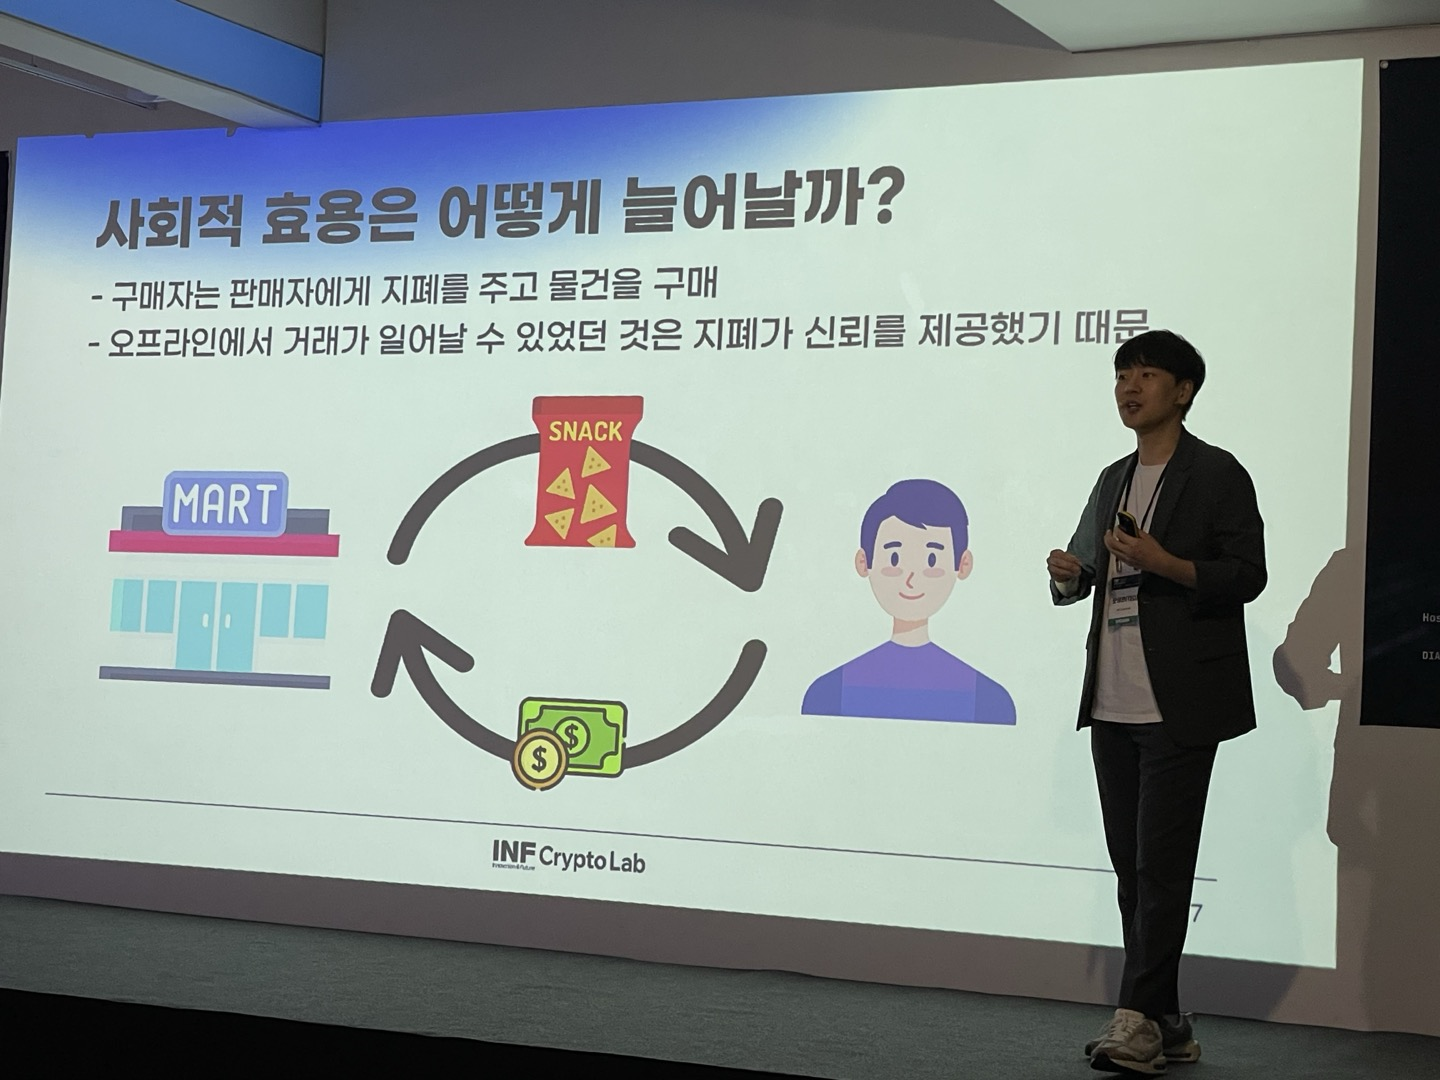 사회적 효용은 어떻게 늘어날까?
- 구매자는 판매자에게 지폐를 주고 물건을 구매
- 오프라인에서 거래가 일어날 수 있었던 것은 지폐가 신뢰를 제공했기 때문
SNACK
MART
$
$
INF Crypto Lab
7
Hos
DIA